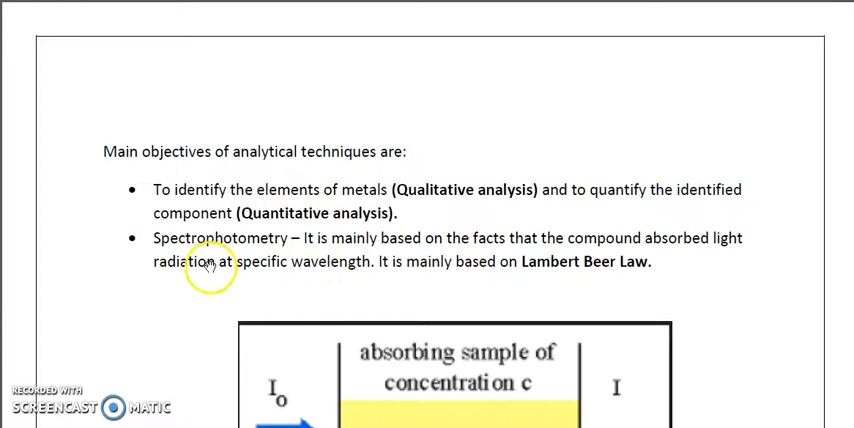 Main objectives of analytical techniques are:
• To identify the elements of metals (Qualitative analysis) and to quantify the identified
component (Quantitative analysis).
• Spectrophotometry – It is mainly based on the facts that the compound absorbed light
radiation at specific wavelength. It is mainly based on Lambert Beer Law.
absorbing sample of
concentration c
Io
I
RECORDED WITH
SCREENCAST MATIC